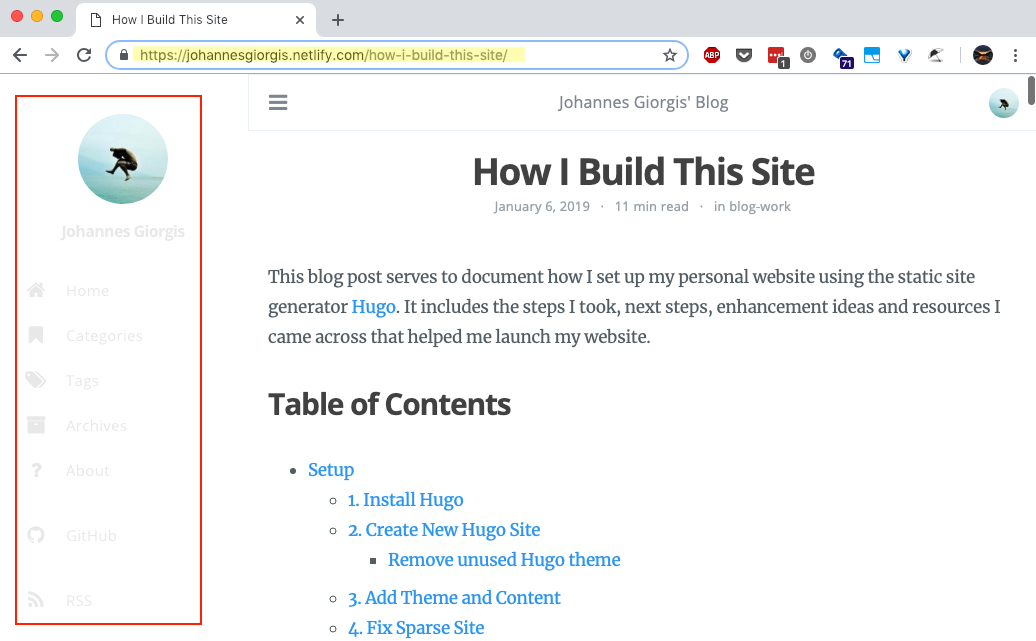 How I Build This Site
https://johannesgiorgis.netlify.com/how-i-build-this-site/
ABP
1
71
Johannes Giorgis
Home
Categories
Tags
Archives
About
GitHub
RSS
Johannes Giorgis' Blog
How I Build This Site
January 6, 2019 · 11 min read · in blog-work
This blog post serves to document how I set up my personal website using the static site
generator Hugo. It includes the steps I took, next steps, enhancement ideas and resources I
came across that helped me launch my website.
Table of Contents
Setup
1. Install Hugo
2. Create New Hugo Site
Remove unused Hugo theme
3. Add Theme and Content
4. Fix Sparse Site